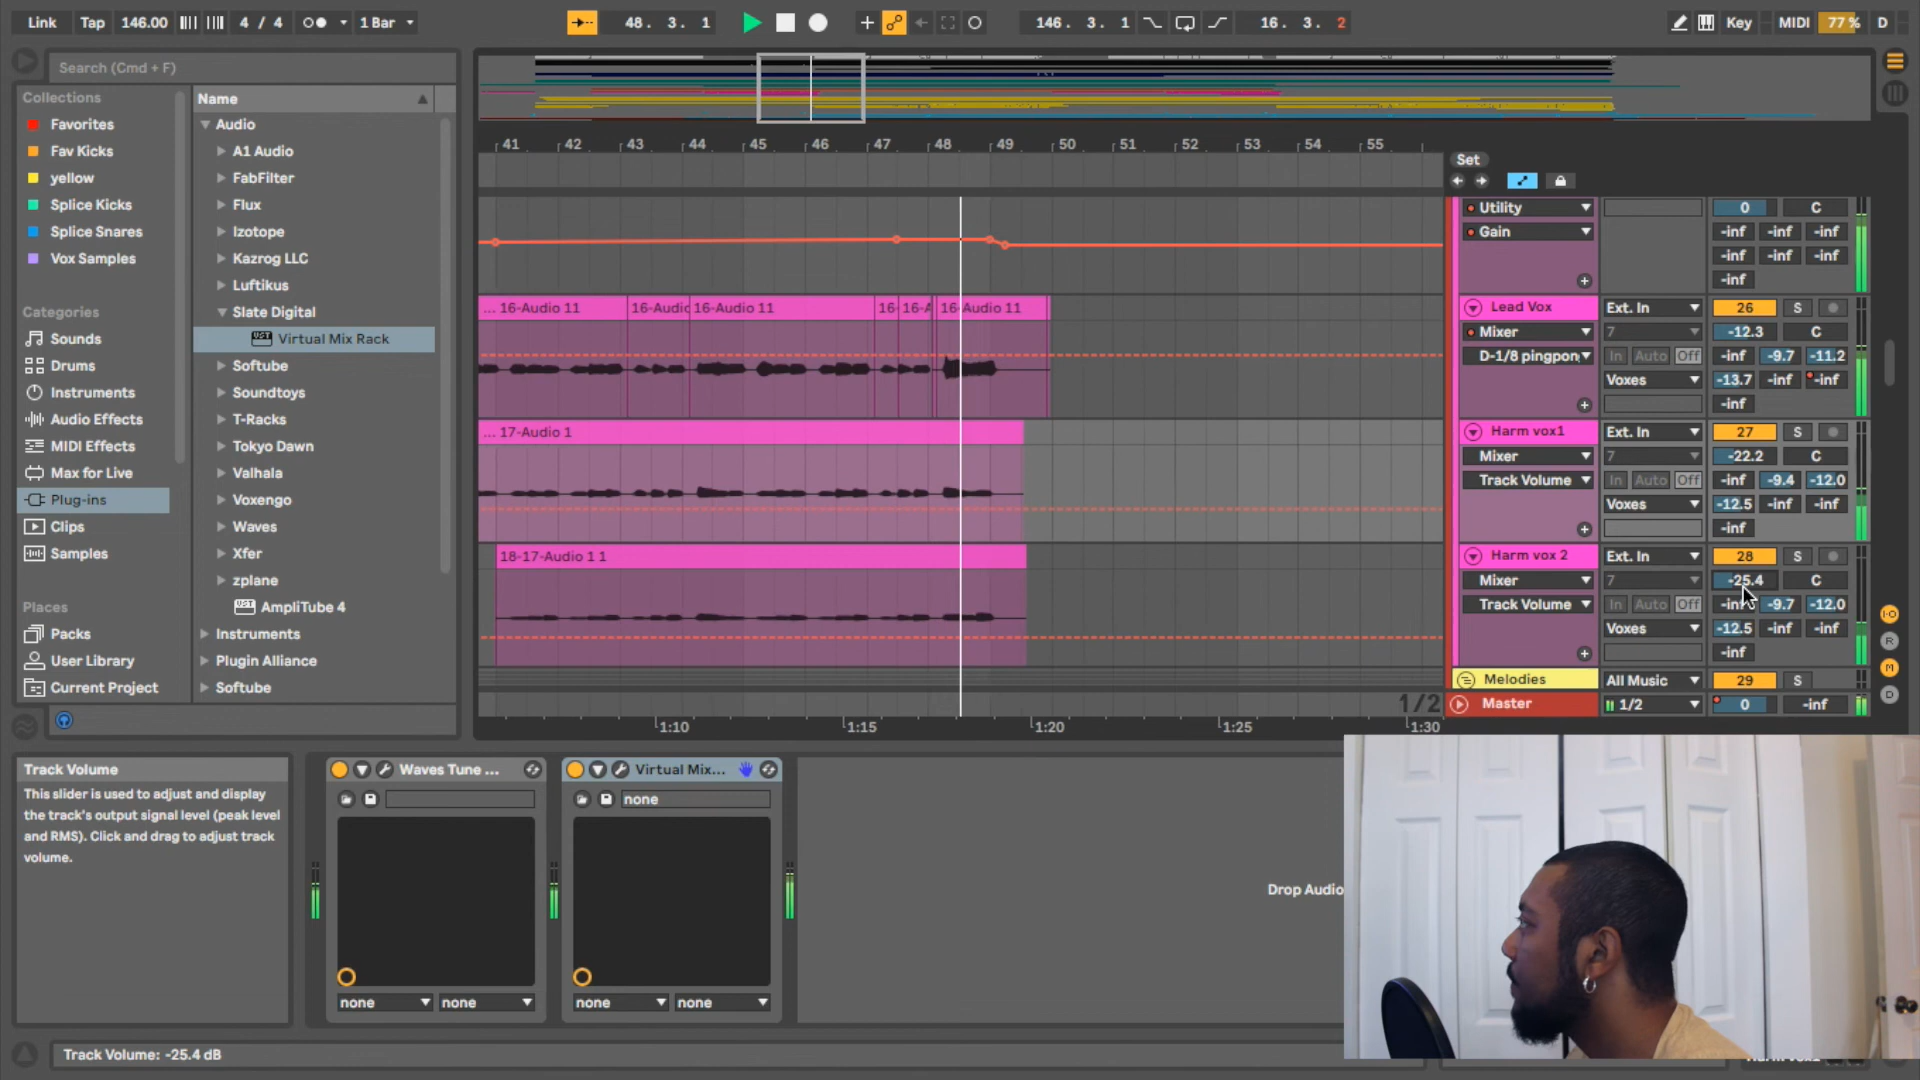 Link Tap 146.00 4 / 4 1 Bar 48. 3. 1 146. 3. 1 16. 3. 2 Key MIDI 77 % D
Search (Cmd + F)
Collections
Favorites
Fav Kicks
yellow
Splice Kicks
Splice Snares
Vox Samples
Categories
Sounds
Drums
Instruments
Audio Effects
MIDI Effects
Max for Live
Plug-ins
Clips
Samples
Places
Packs
User Library
Current Project
Name
Audio
A1 Audio
FabFilter
Flux
Izotope
Kazrog LLC
Luftikus
Slate Digital
Virtual Mix Rack
Softube
Soundtoys
T-Racks
Tokyo Dawn
Valhala
Voxengo
Waves
Xfer
zplane
AmpliTube 4
Instruments
Plugin Alliance
Softube
41 42 43 44 45 46 47 48 49 50 51 52 53 54 55
Set
Utility 0 C
Gain -inf -inf -inf
-inf -inf -inf
-inf
... 16-Audio 11 16-Audic 16-Audio 11 16- 16-A 16-Audio 11
Lead Vox Ext. In 26 S
Mixer 7 -12.3 C
D-1/8 pingpon In Auto Off -inf -9.7 -11.2
Voxes -13.7 -inf -inf
-inf
... 17-Audio 1
Harm vox1 Ext. In 27 S
Mixer 7 -22.2 C
Track Volume In Auto Off -inf -9.4 -12.0
Voxes -12.5 -inf -inf
-inf
18-17-Audio 1 1
Harm vox 2 Ext. In 28 S
Mixer 7 -25.4 C
Track Volume In Auto Off -inf -9.7 -12.0
Voxes -12.5 -inf -inf
-inf
Melodies All Music 29 S
1/2 Master 1/2 0 -inf
1:10 1:15 1:20 1:25 1:30
Track Volume
This slider is used to adjust and display
the track's output signal level (peak level
and RMS). Click and drag to adjust track
volume.
Waves Tune ...
none none
Virtual Mix...
none
none none
Drop Audio
Track Volume: -25.4 dB